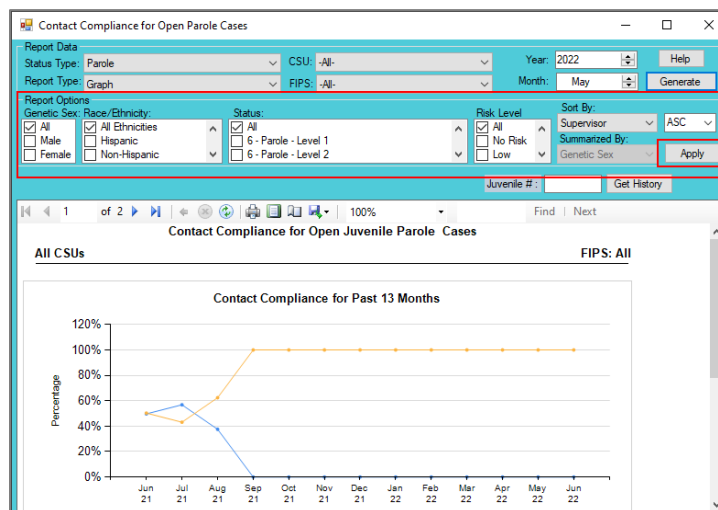 Contact Compliance for Open Parole Cases
Report Data
Status Type: Parole CSU: -All- Year: 2022 Help
Report Type: Graph FIPS: -All- Month: May Generate
Report Options
Genetic Sex: Race/Ethnicity: Status: Risk Level Sort By:
All All Ethnicities All All Supervisor ASC
Male Hispanic 6 - Parole - Level 1 No Risk Summarized By:
Female Non-Hispanic 6 - Parole - Level 2 Low Genetic Sex Apply
Juvenile # : Get History
1 of 2 100% Find | Next
Contact Compliance for Open Juvenile Parole Cases
All CSUs FIPS: All
Contact Compliance for Past 13 Months
120%
100%
80%
60%
40%
20%
0%
Percentage
Jun Jul Aug Sep Oct Nov Dec Jan Feb Mar Apr May Jun
21 21 21 21 21 21 21 22 22 22 22 22 22